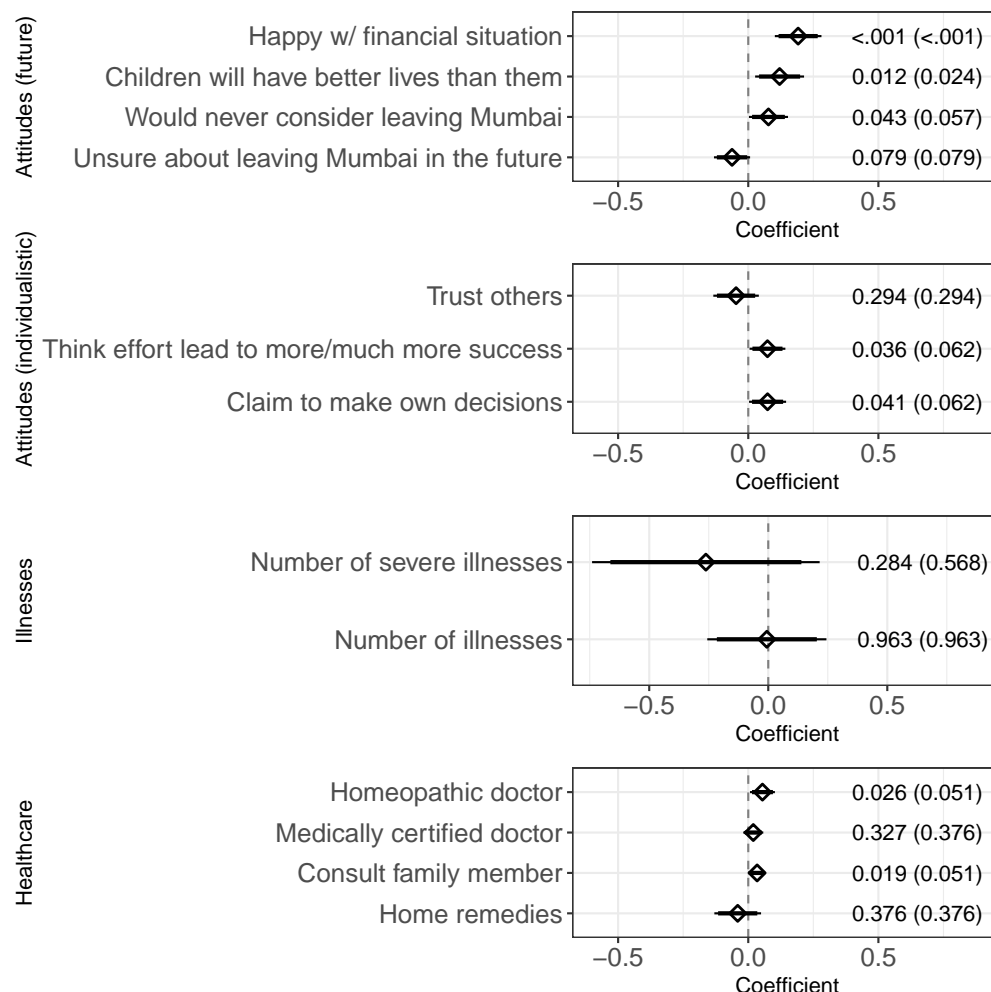 Attitudes (future)
Happy w/ financial situation <.001 (<.001)
Children will have better lives than them 0.012 (0.024)
Would never consider leaving Mumbai 0.043 (0.057)
Unsure about leaving Mumbai in the future 0.079 (0.079)
−0.5 0.0 0.5
Coefficient
Attitudes (individualistic)
Trust others 0.294 (0.294)
Think effort lead to more/much more success 0.036 (0.062)
Claim to make own decisions 0.041 (0.062)
−0.5 0.0 0.5
Coefficient
Illnesses
Number of severe illnesses 0.284 (0.568)
Number of illnesses 0.963 (0.963)
−0.5 0.0 0.5
Coefficient
Healthcare
Homeopathic doctor 0.026 (0.051)
Medically certified doctor 0.327 (0.376)
Consult family member 0.019 (0.051)
Home remedies 0.376 (0.376)
−0.5 0.0 0.5
Coefficient